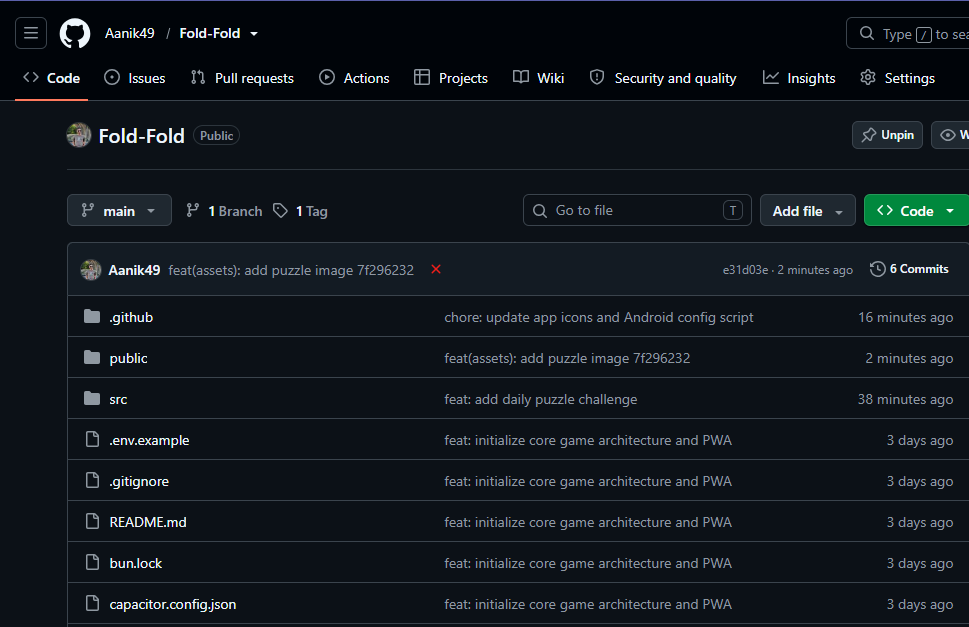 Aanik49 / Fold-Fold
Type / to sea
Code Issues Pull requests Actions Projects Wiki Security and quality Insights Settings
Fold-Fold Public Unpin W
main 1 Branch 1 Tag Go to file T Add file Code
Aanik49 feat(assets): add puzzle image 7f296232 e31d03e · 2 minutes ago 6 Commits
.github chore: update app icons and Android config script 16 minutes ago
public feat(assets): add puzzle image 7f296232 2 minutes ago
src feat: add daily puzzle challenge 38 minutes ago
.env.example feat: initialize core game architecture and PWA 3 days ago
.gitignore feat: initialize core game architecture and PWA 3 days ago
README.md feat: initialize core game architecture and PWA 3 days ago
bun.lock feat: initialize core game architecture and PWA 3 days ago
capacitor.config.json feat: initialize core game architecture and PWA 3 days ago